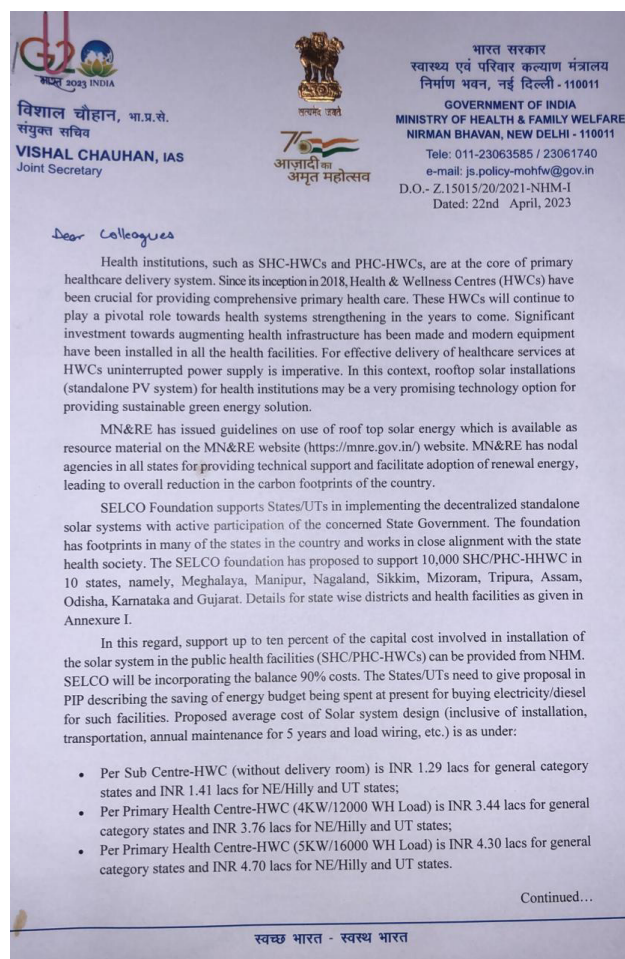 G20
भारत 2023 INDIA
विशाल चौहान, भा.प्र.से.
संयुक्त सचिव
VISHAL CHAUHAN, IAS
Joint Secretary
सत्यमेव जयते
75
आज़ादी का
अमृत महोत्सव
भारत सरकार
स्वास्थ्य एवं परिवार कल्याण मंत्रालय
निर्माण भवन, नई दिल्ली - 110011
GOVERNMENT OF INDIA
MINISTRY OF HEALTH & FAMILY WELFARE
NIRMAN BHAVAN, NEW DELHI - 110011
Tele: 011-23063585 / 23061740
e-mail: js.policy-mohfw@gov.in
D.O.- Z.15015/20/2021-NHM-I
Dated: 22nd April, 2023
Dear Colleagues
Health institutions, such as SHC-HWCs and PHC-HWCs, are at the core of primary
healthcare delivery system. Since its inception in 2018, Health & Wellness Centres (HWCs) have
been crucial for providing comprehensive primary health care. These HWCs will continue to
play a pivotal role towards health systems strengthening in the years to come. Significant
investment towards augmenting health infrastructure has been made and modern equipment
have been installed in all the health facilities. For effective delivery of healthcare services at
HWCs uninterrupted power supply is imperative. In this context, rooftop solar installations
(standalone PV system) for health institutions may be a very promising technology option for
providing sustainable green energy solution.
MN&RE has issued guidelines on use of roof top solar energy which is available as
resource material on the MN&RE website (https://mnre.gov.in/) website. MN&RE has nodal
agencies in all states for providing technical support and facilitate adoption of renewal energy,
leading to overall reduction in the carbon footprints of the country.
SELCO Foundation supports States/UTs in implementing the decentralized standalone
solar systems with active participation of the concerned State Government. The foundation
has footprints in many of the states in the country and works in close alignment with the state
health society. The SELCO foundation has proposed to support 10,000 SHC/PHC-HHWC in
10 states, namely, Meghalaya, Manipur, Nagaland, Sikkim, Mizoram, Tripura, Assam,
Odisha, Karnataka and Gujarat. Details for state wise districts and health facilities as given in
Annexure I.
In this regard, support up to ten percent of the capital cost involved in installation of
the solar system in the public health facilities (SHC/PHC-HWCs) can be provided from NHM.
SELCO will be incorporating the balance 90% costs. The States/UTs need to give proposal in
PIP describing the saving of energy budget being spent at present for buying electricity/diesel
for such facilities. Proposed average cost of Solar system design (inclusive of installation,
transportation, annual maintenance for 5 years and load wiring, etc.) is as under:
• Per Sub Centre-HWC (without delivery room) is INR 1.29 lacs for general category
states and INR 1.41 lacs for NE/Hilly and UT states;
• Per Primary Health Centre-HWC (4KW/12000 WH Load) is INR 3.44 lacs for general
category states and INR 3.76 lacs for NE/Hilly and UT states;
• Per Primary Health Centre-HWC (5KW/16000 WH Load) is INR 4.30 lacs for general
category states and INR 4.70 lacs for NE/Hilly and UT states.
Continued…
स्वच्छ भारत - स्वस्थ भारत